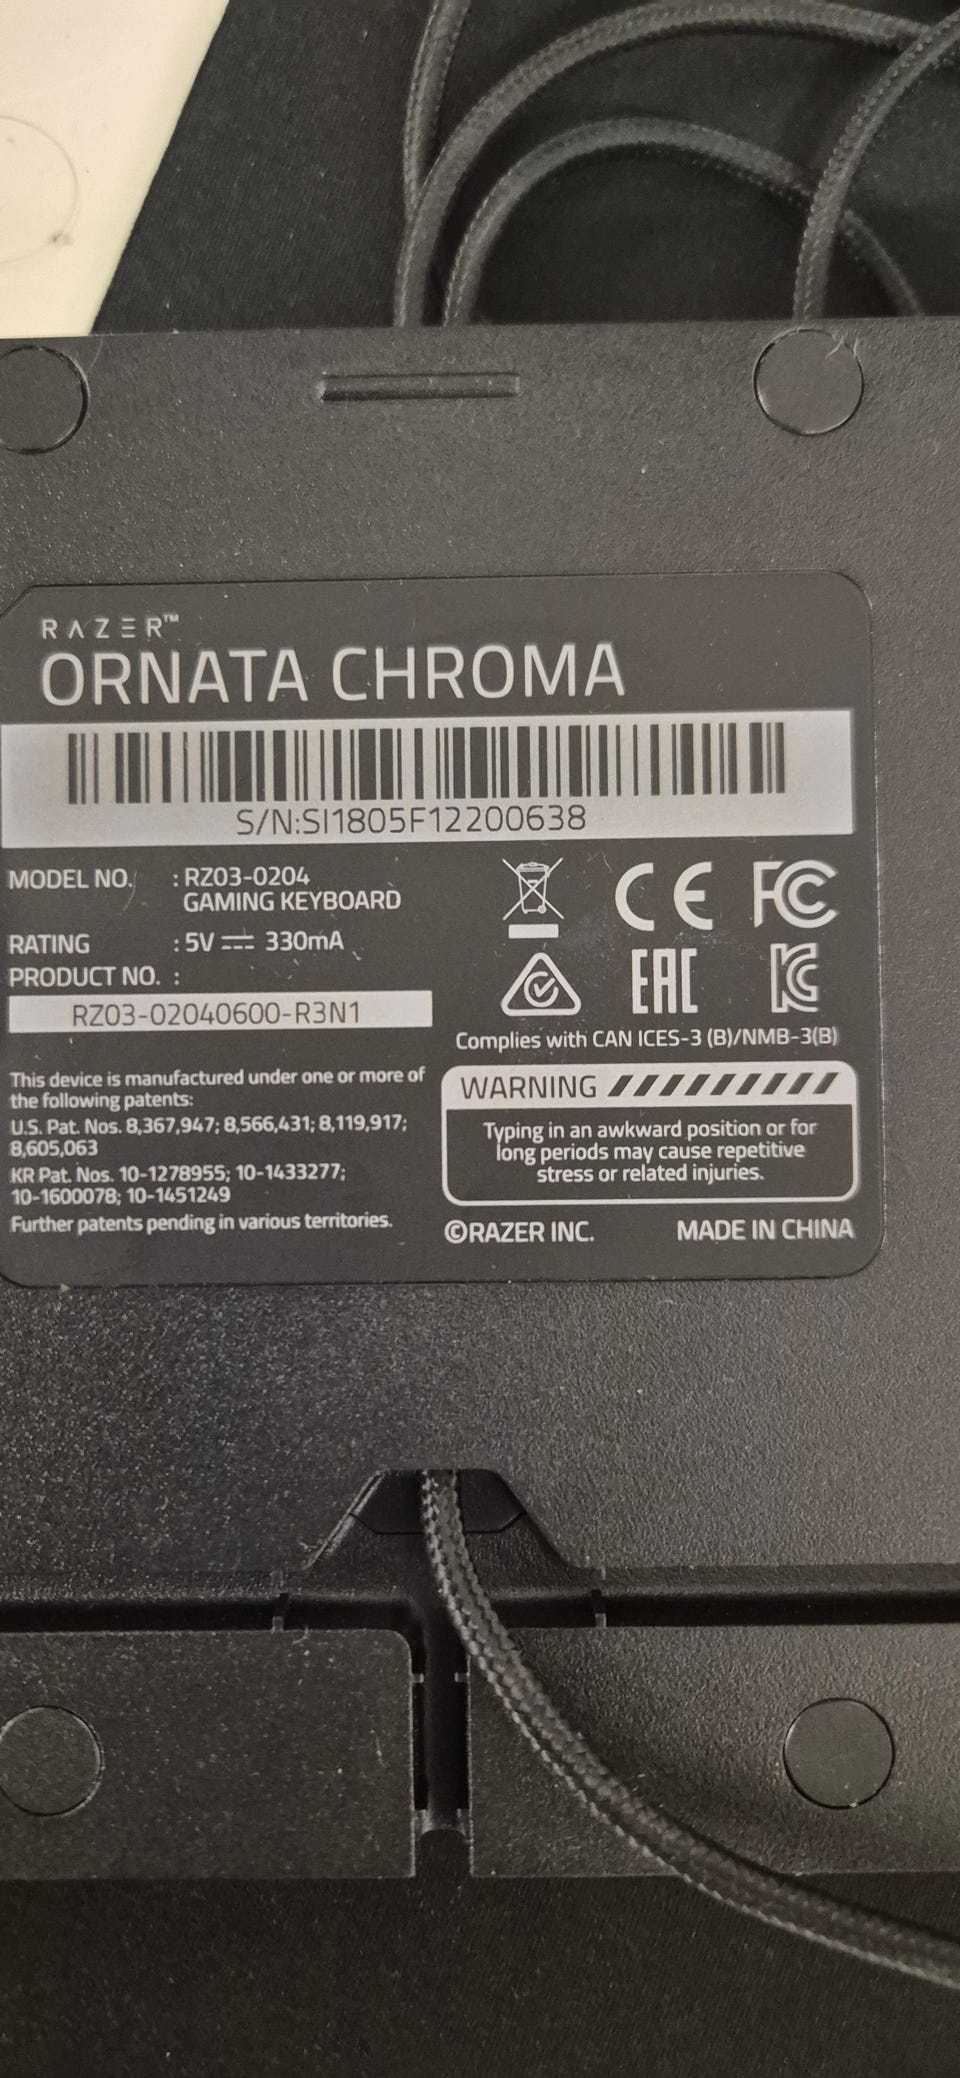 RAZER™
ORNATA CHROMA
S/N:SI1805F12200638
MODEL NO. : RZ03-0204
GAMING KEYBOARD
RATING : 5V ⎓ 330mA
PRODUCT NO. :
RZ03-02040600-R3N1
This device is manufactured under one or more of
the following patents:
U.S. Pat. Nos. 8,367,947; 8,566,431; 8,119,917;
8,605,063
KR Pat. Nos. 10-1278955; 10-1433277;
10-1600078; 10-1451249
Further patents pending in various territories.
CE FC
EAC KC
Complies with CAN ICES-3 (B)/NMB-3(B)
WARNING
Typing in an awkward position or for
long periods may cause repetitive
stress or related injuries.
©RAZER INC. MADE IN CHINA